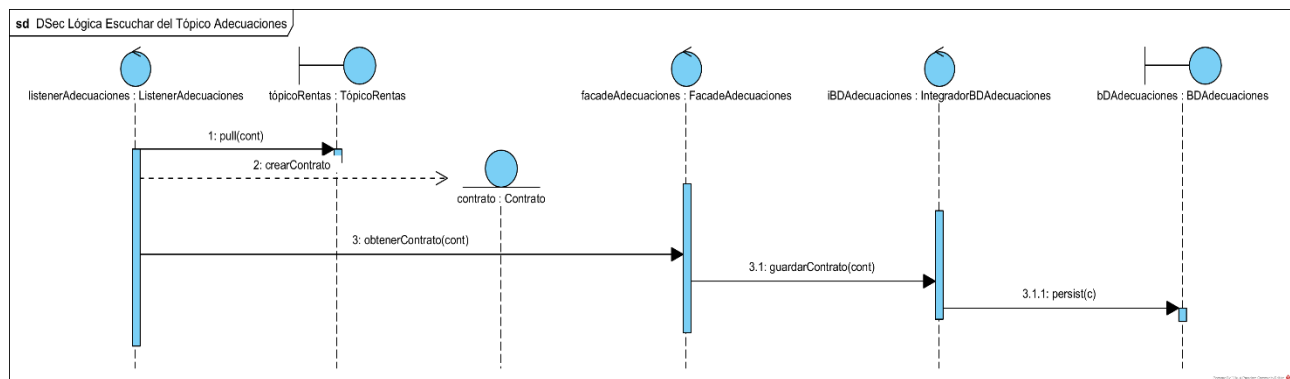 sd DSec Lógica Escuchar del Tópico Adecuaciones
listenerAdecuaciones : ListenerAdecuaciones
tópicoRentas : TópicoRentas
facadeAdecuaciones : FacadeAdecuaciones
iBDAdecuaciones : IntegradorBDAdecuaciones
bDAdecuaciones : BDAdecuaciones
1: pull(cont)
2: crearContrato
contrato : Contrato
3: obtenerContrato(cont)
3.1: guardarContrato(cont)
3.1.1: persist(c)